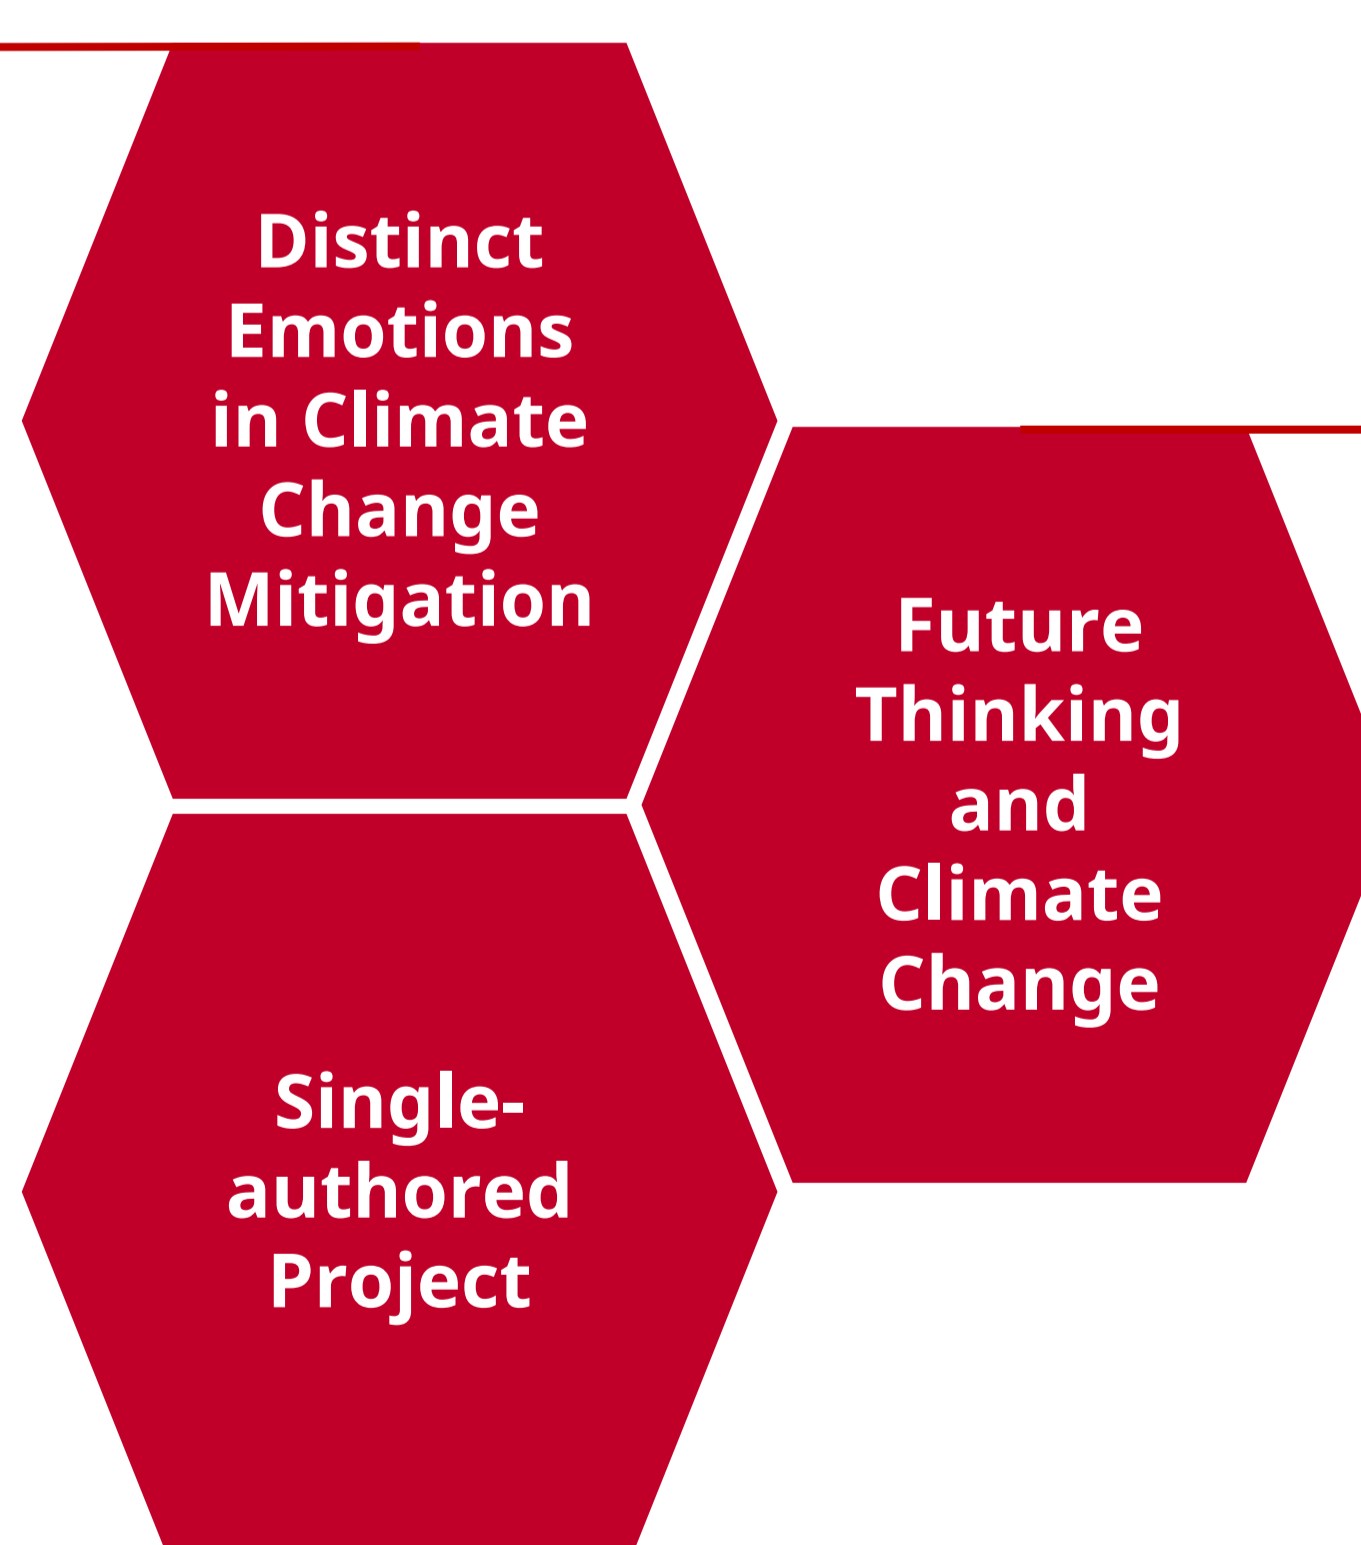 Distinct
Emotions
in Climate
Change
Mitigation
Future
Thinking
and
Climate
Change
Single-
authored
Project